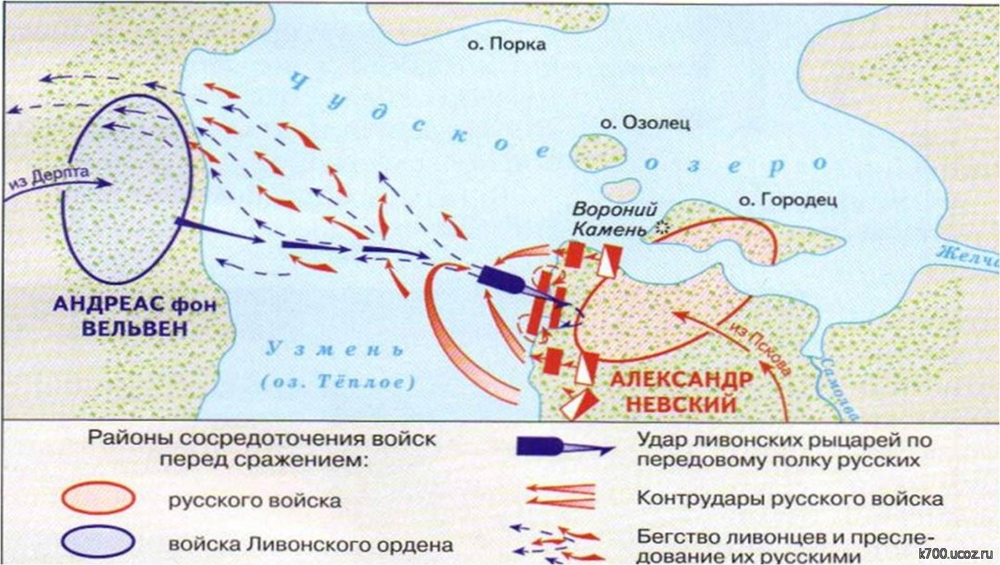 о. Порка
Чудское озеро
о. Озолец
из Дерпта
о. Городец
Вороний
Камень
Желча
АНДРЕАС фон
ВЕЛЬВЕН
из Пскова
Узмень
(оз. Тёплое)
Самолва
АЛЕКСАНДР
НЕВСКИЙ
Районы сосредоточения войск
перед сражением:
русского войска
войска Ливонского ордена
Удар ливонских рыцарей по
передовому полку русских
Контрудары русского войска
Бегство ливонцев и пресле-
дование их русскими
k700.ucoz.ru